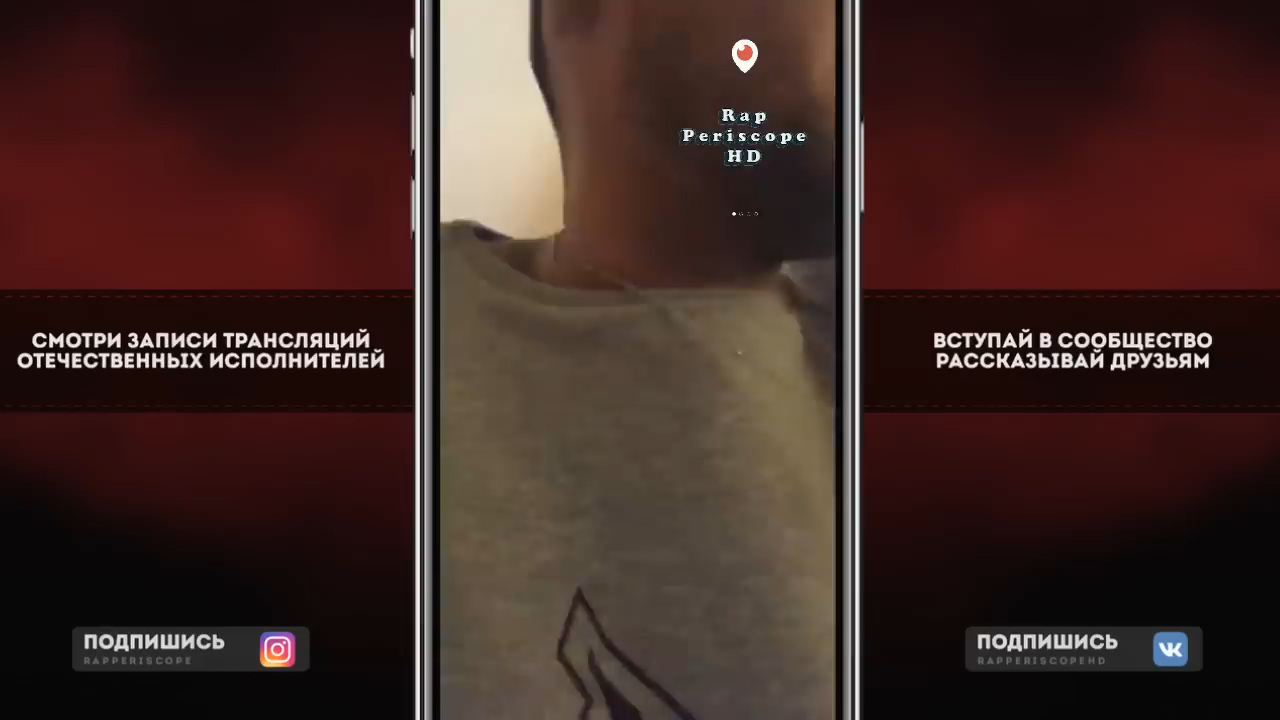 Rap
Periscope
HD
СМОТРИ ЗАПИСИ ТРАНСЛЯЦИЙ
ОТЕЧЕСТВЕННЫХ ИСПОЛНИТЕЛЕЙ
ВСТУПАЙ В СООБЩЕСТВО
РАССКАЗЫВАЙ ДРУЗЬЯМ
ПОДПИШИСЬ
RAPPERISCOPE
ПОДПИШИСЬ
RAPPERISCOPEHD